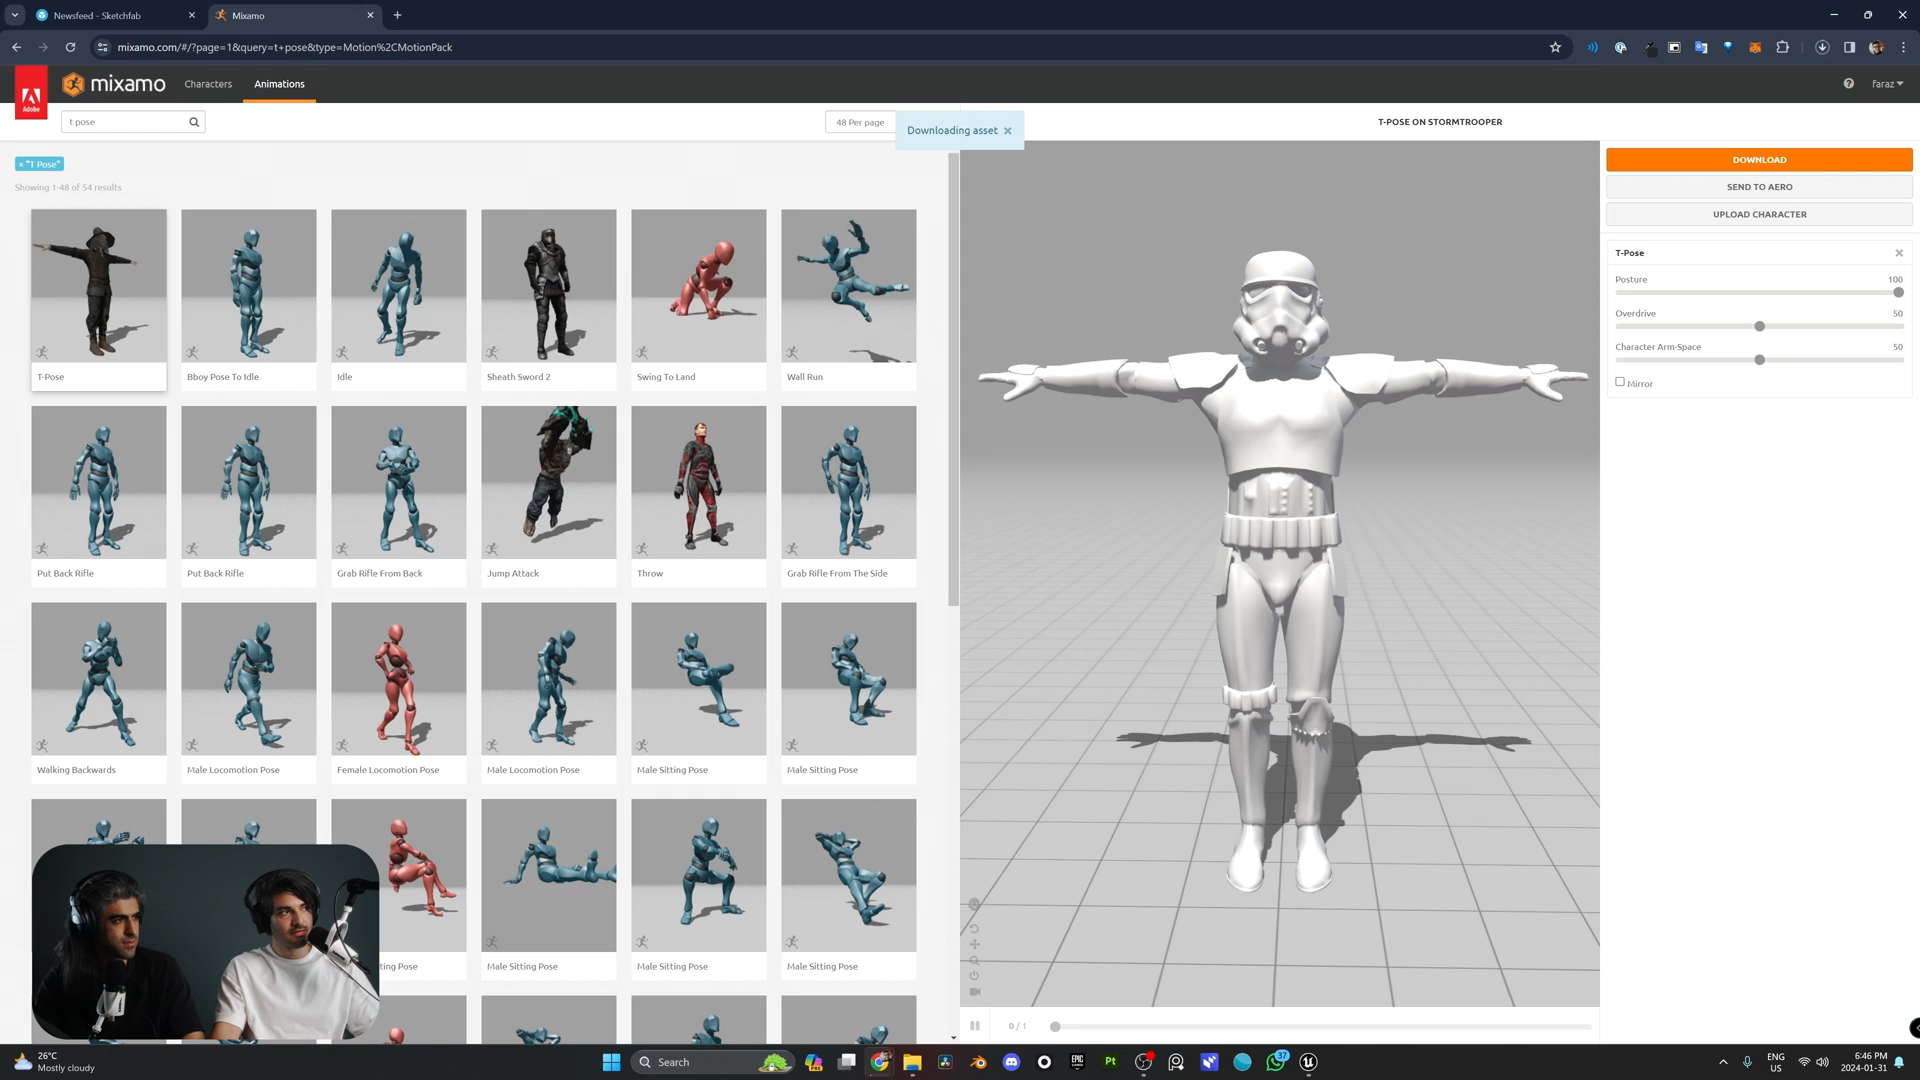 Newsfeed - Sketchfab
Mixamo
mixamo.com/#/?page=1&query=t+pose&type=Motion%2CMotionPack
Adobe
mixamo
Characters
Animations
faraz
t pose
48 Per page
Downloading asset ×
T-POSE ON STORMTROOPER
× "T Pose"
Showing 1-48 of 54 results
DOWNLOAD
SEND TO AERO
UPLOAD CHARACTER
T-Pose
Posture 100
Overdrive 50
Character Arm-Space 50
Mirror
T-Pose
Bboy Pose To Idle
Idle
Sheath Sword 2
Swing To Land
Wall Run
Put Back Rifle
Put Back Rifle
Grab Rifle From Back
Jump Attack
Throw
Grab Rifle From The Side
Walking Backwards
Male Locomotion Pose
Female Locomotion Pose
Male Locomotion Pose
Male Sitting Pose
Male Sitting Pose
ting Pose
Male Sitting Pose
Male Sitting Pose
Male Sitting Pose
0 / 1
26°C
Mostly cloudy
Search
EPIC
Pt
37
ENG
US
6:46 PM
2024-01-31